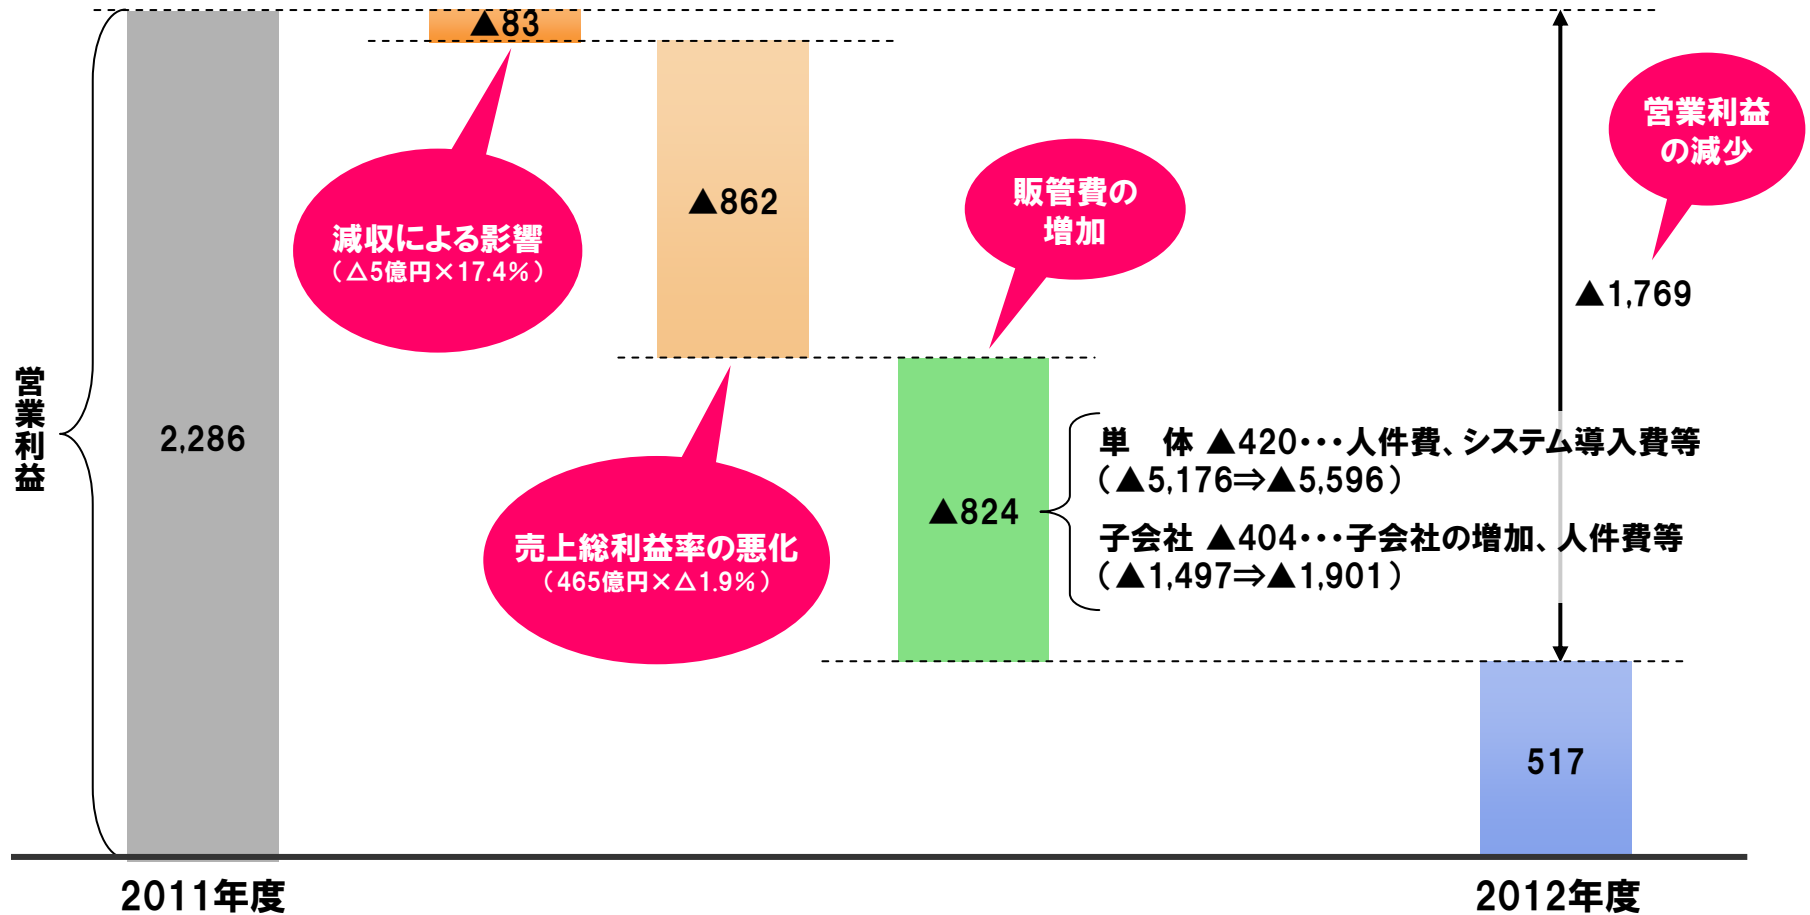 営業利益
2,286
2011年度
▲83
減収による影響
(△5億円×17.4%)
▲862
売上総利益率の悪化
(465億円×△1.9%)
販管費の
増加
▲824
単　体 ▲420・・・人件費、システム導入費等
(▲5,176⇒▲5,596)
子会社 ▲404・・・子会社の増加、人件費等
(▲1,497⇒▲1,901)
営業利益
の減少
▲1,769
517
2012年度